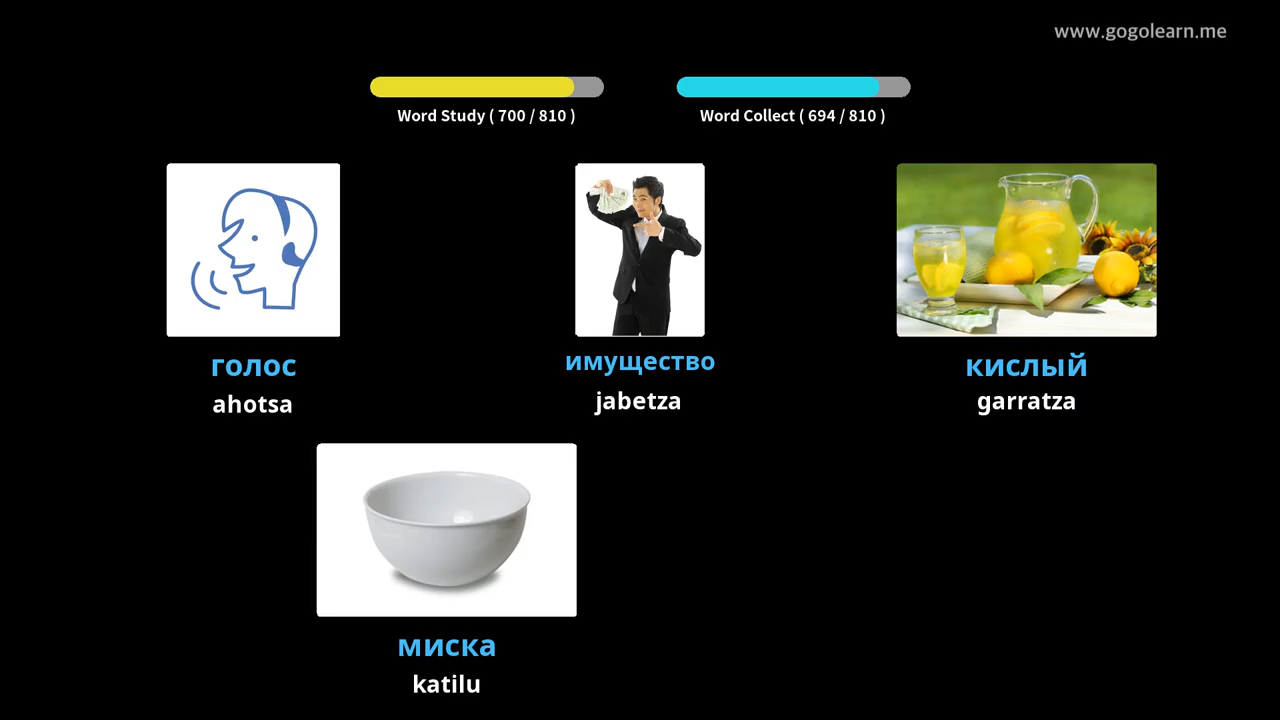 www.gogolearn.me
Word Study ( 700 / 810 )
Word Collect ( 694 / 810 )
голос
ahotsa
имущество
jabetza
кислый
garratza
миска
katilu